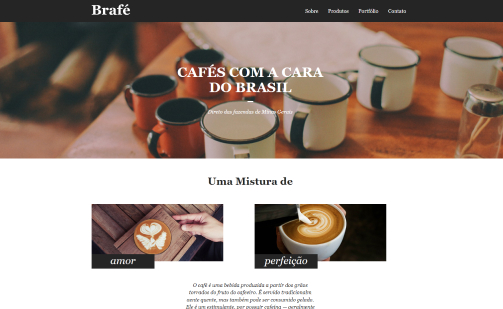 Brafé
Sobre Produtos Portfólio Contato
CAFÉS COM A CARA
DO BRASIL
Direto das fazendas de Minas Gerais
Uma Mistura de
amor
perfeição
O café é uma bebida produzida a partir dos grãos
torrados do fruto do cafeeiro. É servido tradicionalm
ente quente, mas também pode ser consumido gelado.
Ele é um estimulante, por possuir cafeína — geralmente